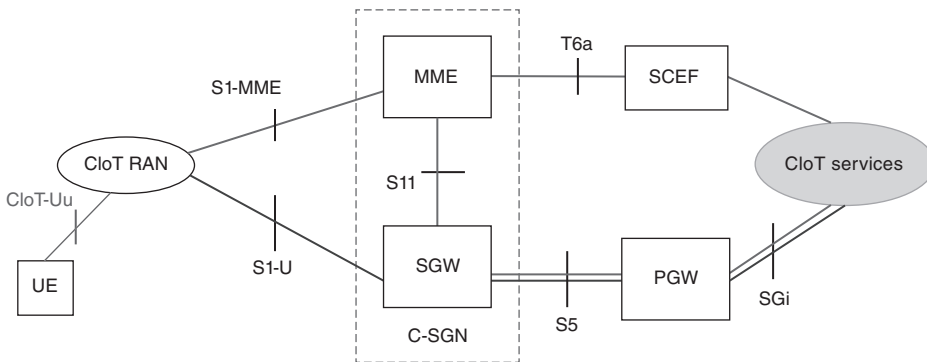 T6a
MME
SCEF
S1-MME
CIoT RAN
CIoT services
S11
CIoT-Uu
S1-U
SGW
PGW
UE
SGi
S5
C-SGN